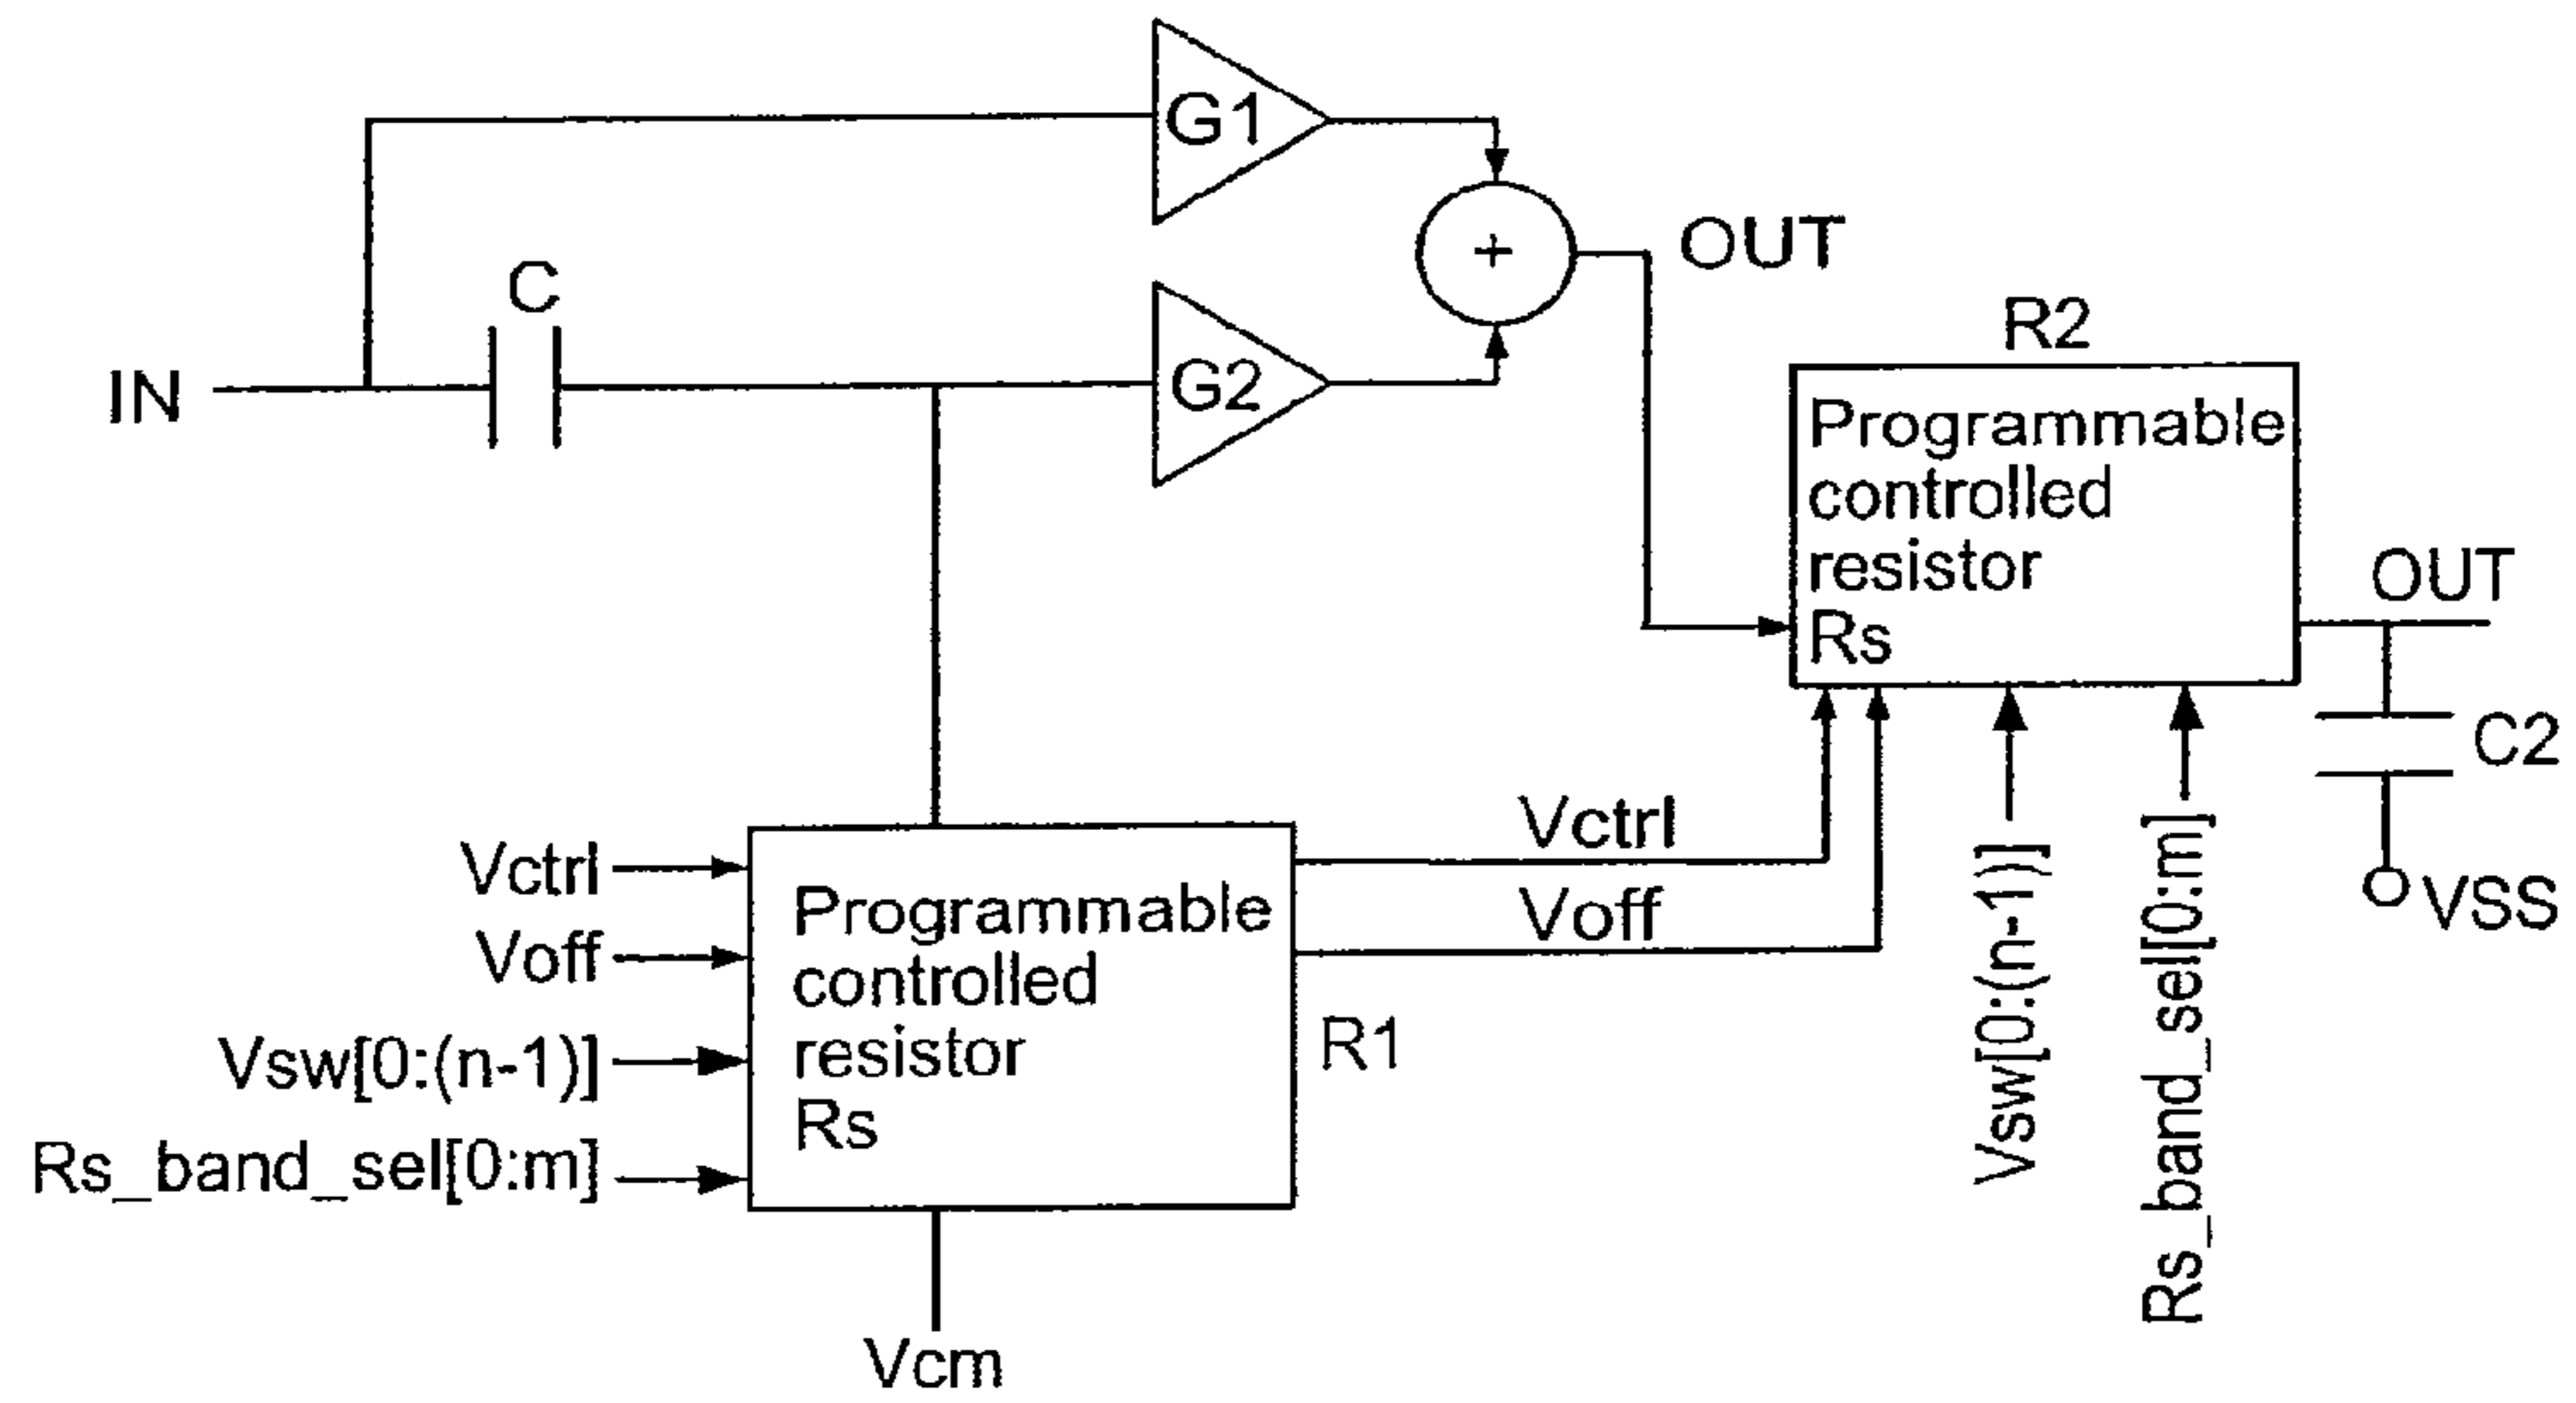 G1
+
OUT
C
IN
G2
R2
Programmable
controlled
resistor
Rs
OUT
C2
VSS
Vctrl
Voff
Vsw[0:(n-1)]
Rs_band_sel[0:m]
Programmable
controlled
resistor
Rs
R1
Vctrl
Voff
Vsw[0:(n-1)]
Rs_band_sel[0:m]
Vcm